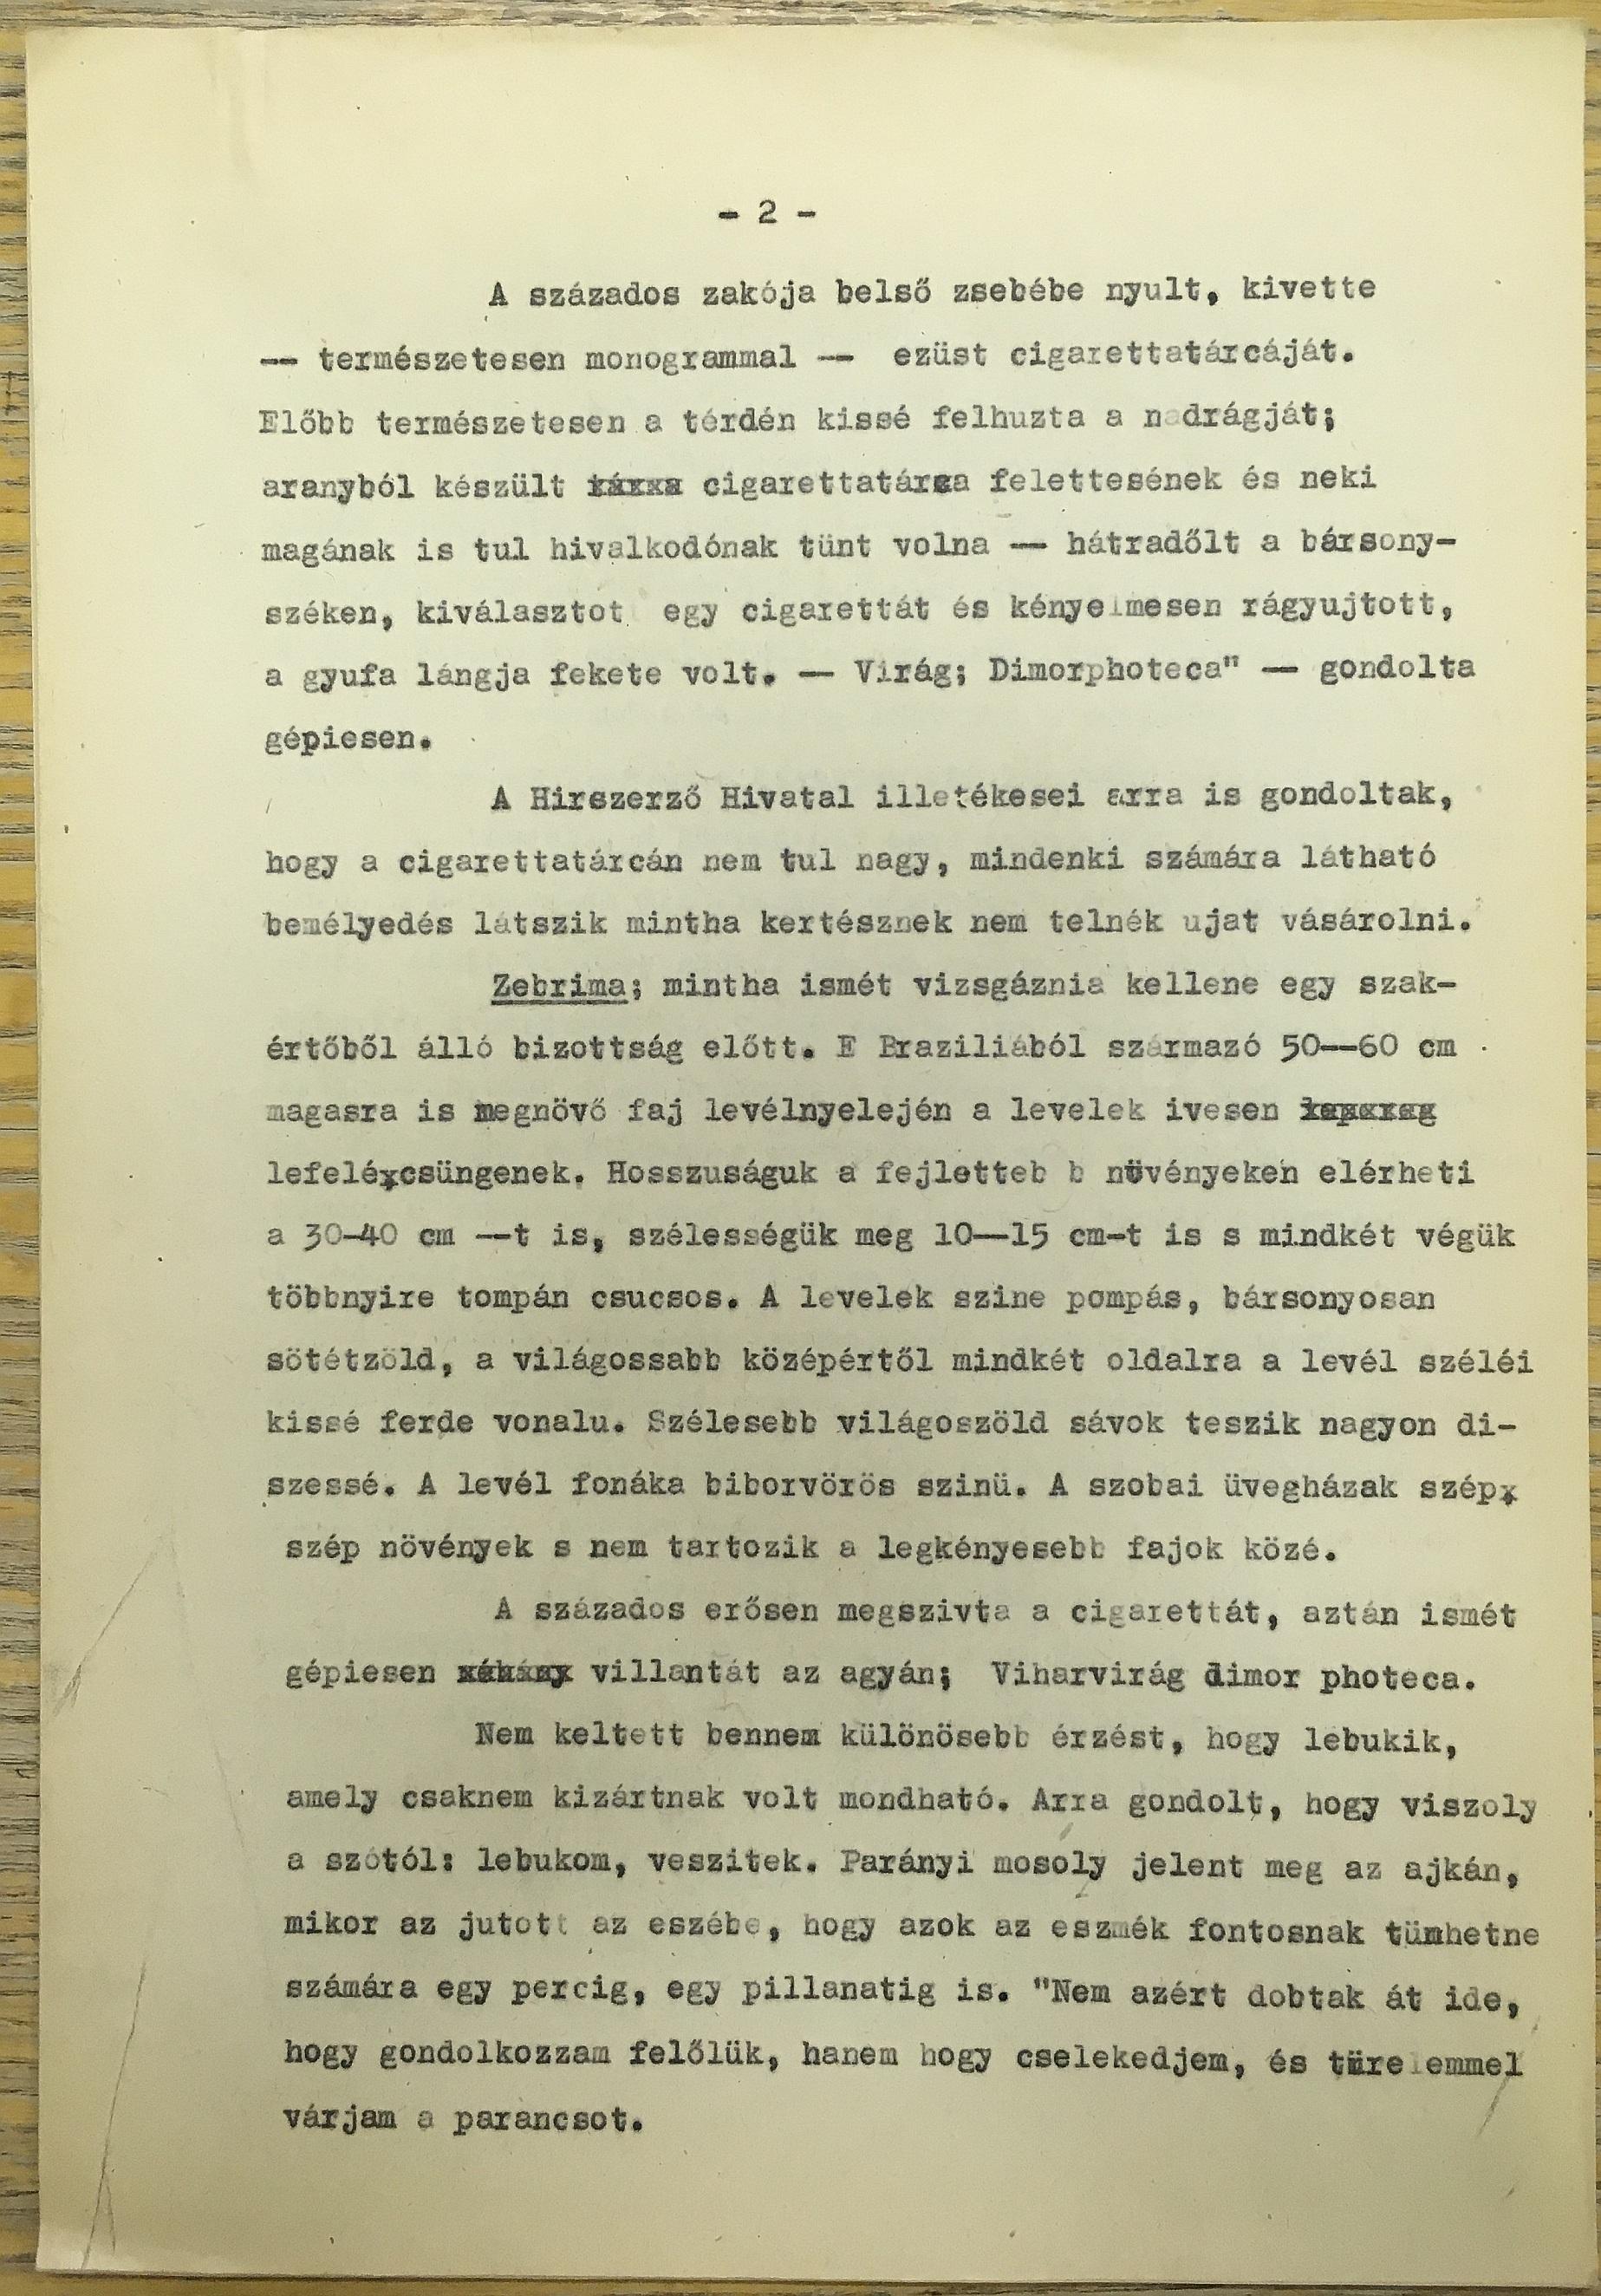 - 2 -
A százados zakója belső zsebébe nyult, kivette
-- természetesen monogrammal -- ezüst cigarettatárcáját.
Előbb természetesen a térdén kissé felhuzta a nadrágját;
aranyból készült cigarettatárca felettesének és neki
magának is tul hivalkodónak tünt volna -- hátradőlt a bársony-
széken, kiválasztot egy cigarettát és kényelmesen rágyujtott,
a gyufa lángja fekete volt. -- Virág; Dimorphoteca" -- gondolta
gépiesen.
A Hirszerző Hivatal illetékesei arra is gondoltak,
hogy a cigarettatárcán nem tul nagy, mindenki számára látható
bemélyedés látszik mintha kertésznek nem telnék ujat vásárolni.
Zebrima; mintha ismét vizsgáznia kellene egy szak-
értőből álló bizottság előtt. E Braziliából származó 50--60 cm
magasra is megnövő faj levélnyelején a levelek ivesen
lefelé csüngenek. Hosszuságuk a fejletteb b növényeken elérheti
a 30-40 cm --t is, szélességük meg 10--15 cm-t is s mindkét végük
többnyire tompán csucsos. A levelek szine pompás, bársonyosan
sötétzöld, a világossabb középértől mindkét oldalra a levél széléi
kissé ferde vonalu. Szélesebb világoszöld sávok teszik nagyon di-
szessé. A levél fonáka biborvörös szinü. A szobai üvegházak szép
szép növények s nem tartozik a legkényesebb fajok közé.
A százados erősen megszivta a cigarettát, aztán ismét
gépiesen villantát az agyán; Viharvirág dimor photeca.
Nem keltett bennem különösebb érzést, hogy lebukik,
amely csaknem kizártnak volt mondható. Arra gondolt, hogy viszoly
a szótól: lebukom, veszitek. Parányi mosoly jelent meg az ajkán,
mikor az jutott az eszébe, hogy azok az eszmék fontosnak tünhetne
számára egy percig, egy pillanatig is. "Nem azért dobtak át ide,
hogy gondolkozzam felőlük, hanem hogy cselekedjem, és türelemmel
várjam a parancsot.